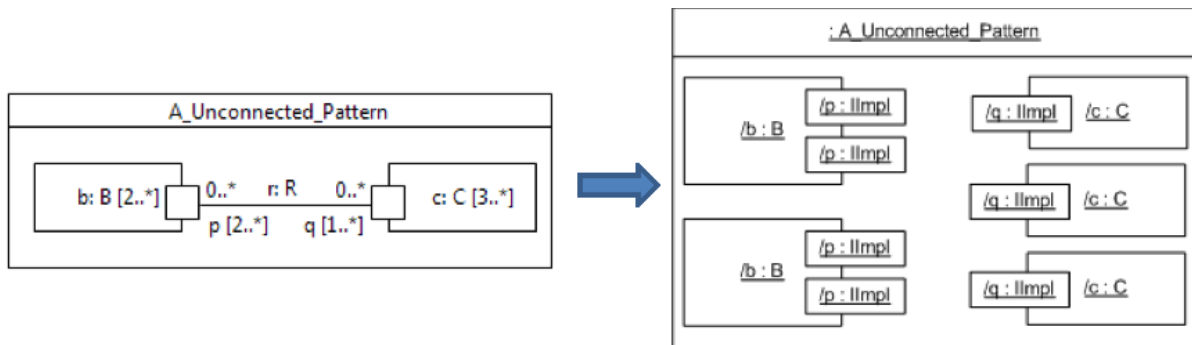 A_Unconnected_Pattern
b: B [2..*]
0..*
r: R
0..*
c: C [3..*]
p [2..*]
q [1..*]
: A_Unconnected_Pattern
/b : B
/p : IImpl
/p : IImpl
/b : B
/p : IImpl
/p : IImpl
/q : IImpl
/c : C
/q : IImpl
/c : C
/q : IImpl
/c : C